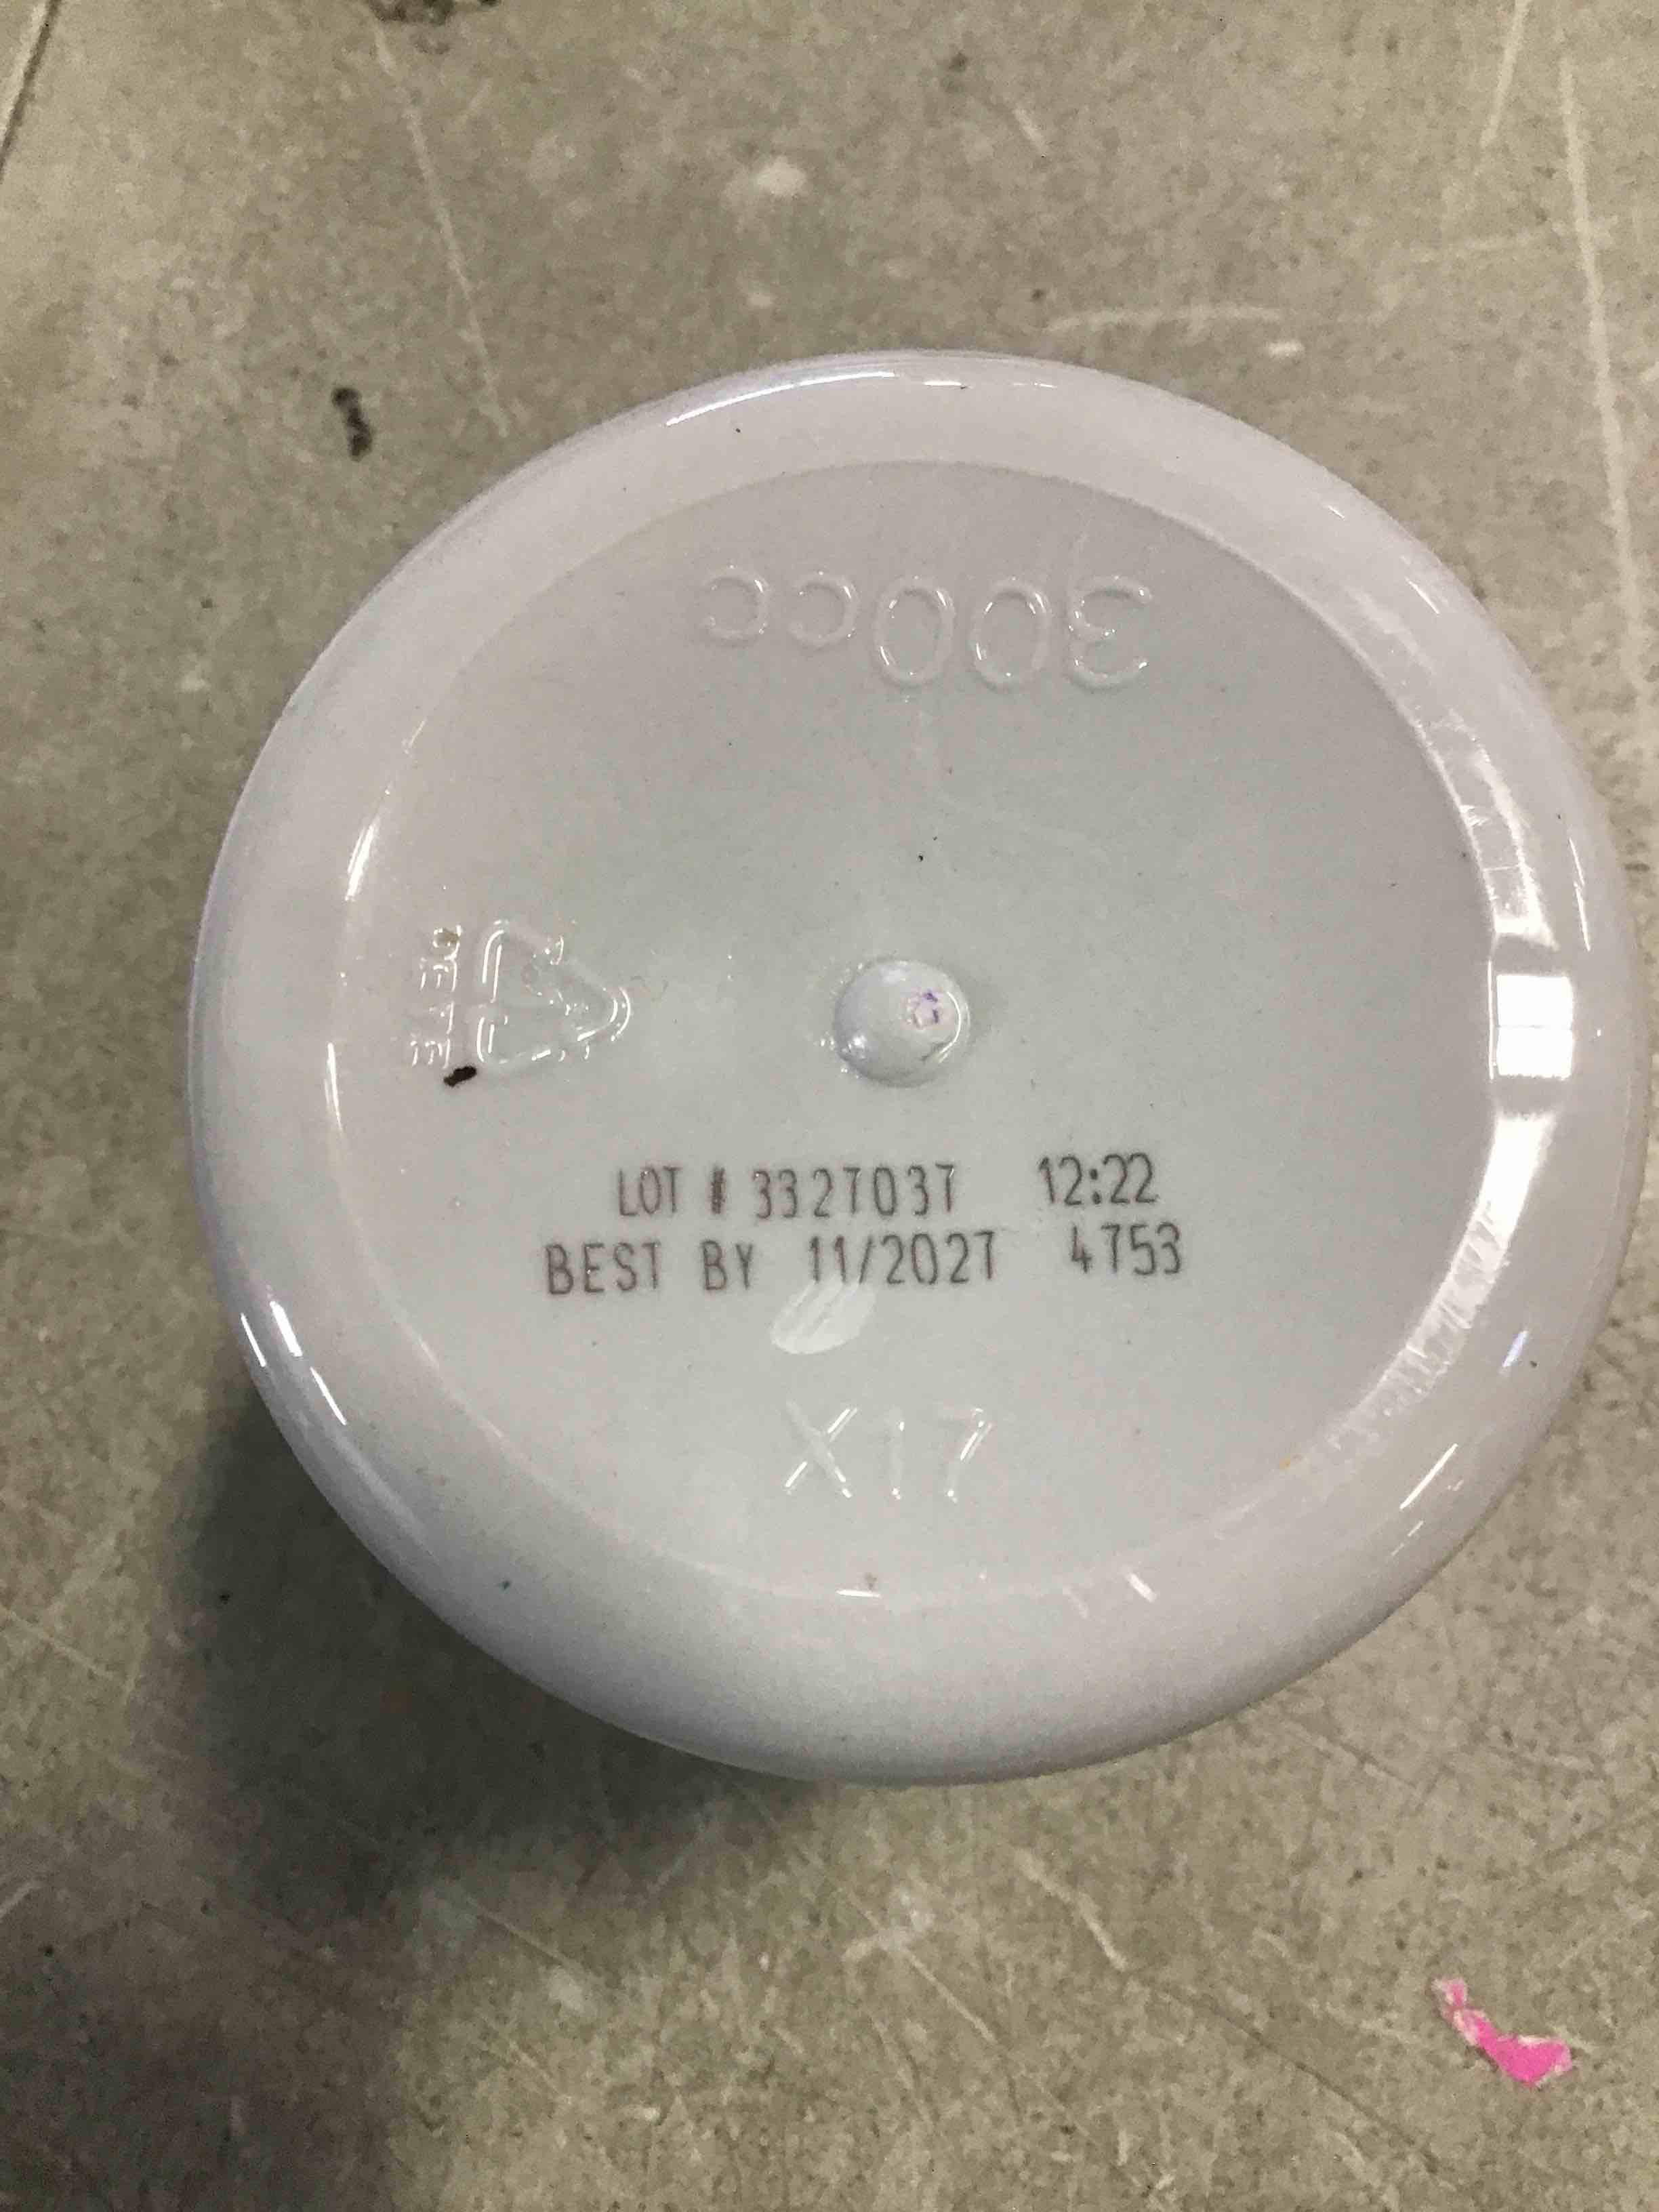 300cc
LOT # 3327037 12:22
BEST BY 11/2027 4753
X17